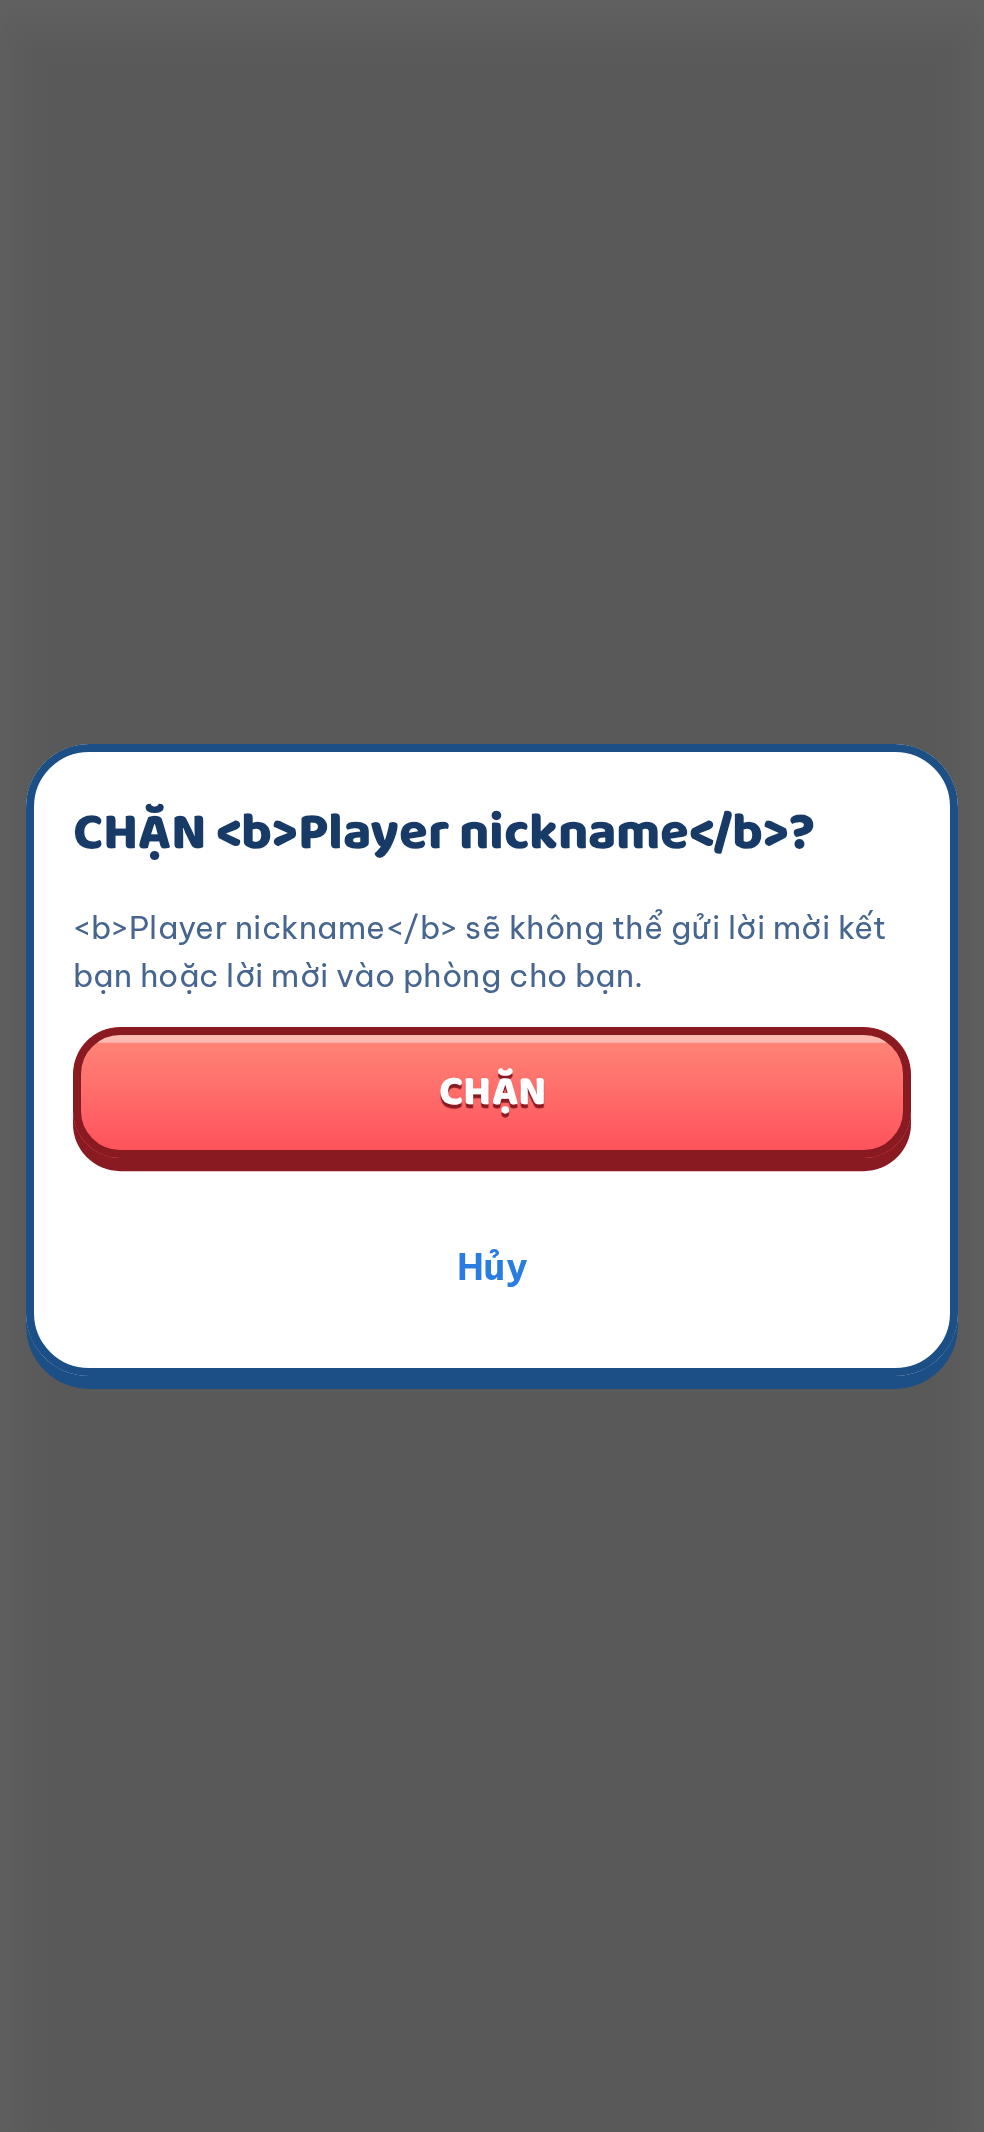 CHẶN <b>Player nickname</b>?
<b>Player nickname</b> sẽ không thể gửi lời mời kết
bạn hoặc lời mời vào phòng cho bạn.
CHẶN
Hủy